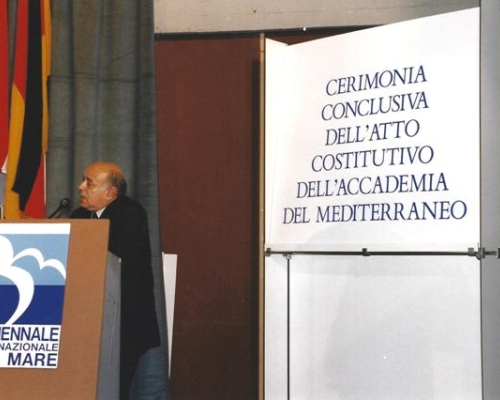 CERIMONIA
CONCLUSIVA
DELL'ATTO
COSTITUTIVO
DELL'ACCADEMIA
DEL MEDITERRANEO
ENNALE
NAZIONALE
MARE